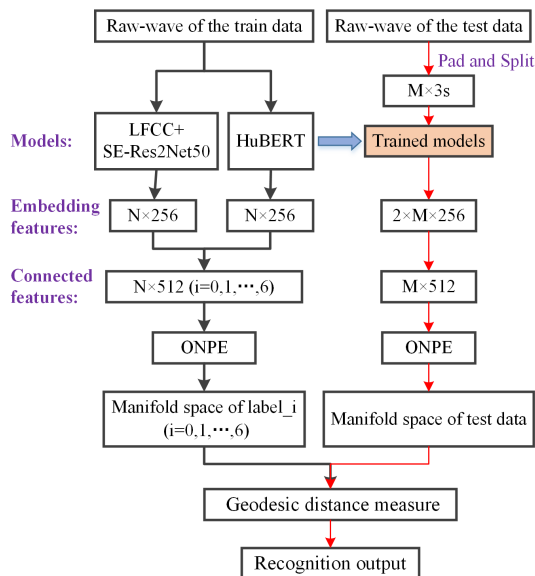 Raw-wave of the train data
Raw-wave of the test data
Pad and Split
M×3s
Models:
LFCC+
SE-Res2Net50
HuBERT
Trained models
Embedding
features:
N×256
N×256
2×M×256
Connected
features:
N×512 (i=0,1,⋯,6)
M×512
ONPE
ONPE
Manifold space of label_i
(i=0,1,⋯,6)
Manifold space of test data
Geodesic distance measure
Recognition output